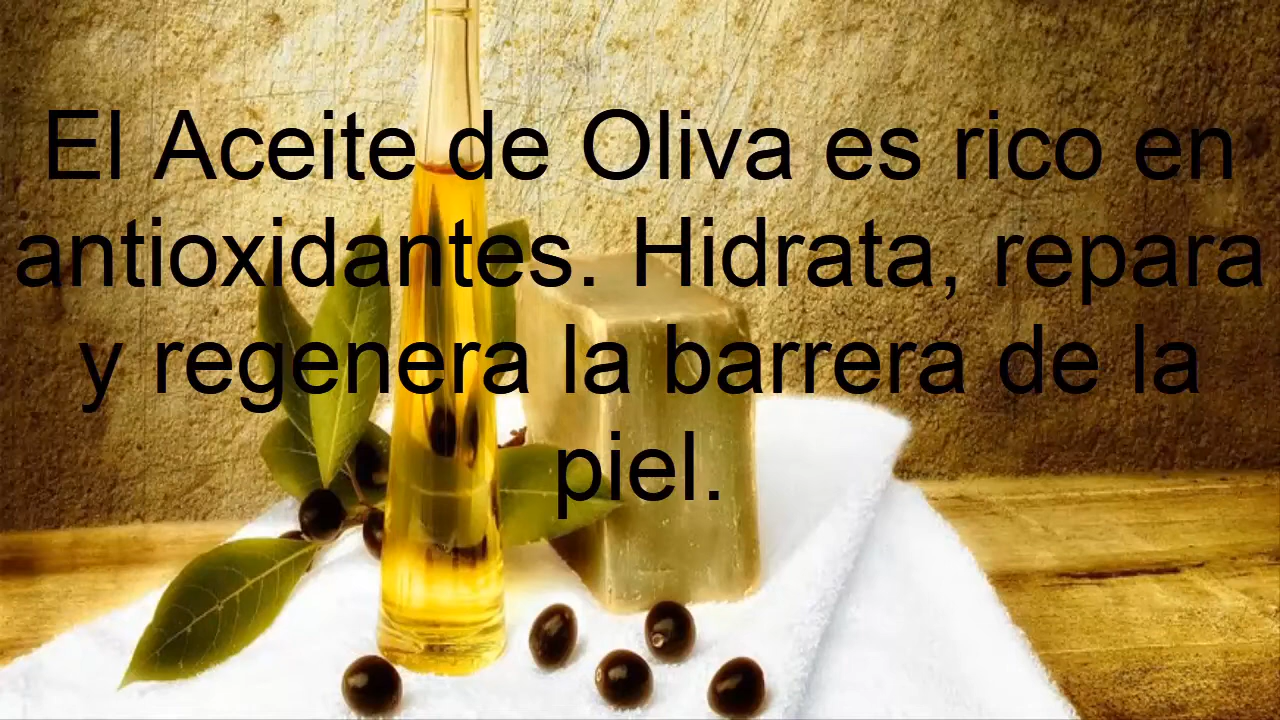 El Aceite de Oliva es rico en
antioxidantes. Hidrata, repara
y regenera la barrera de la
piel.